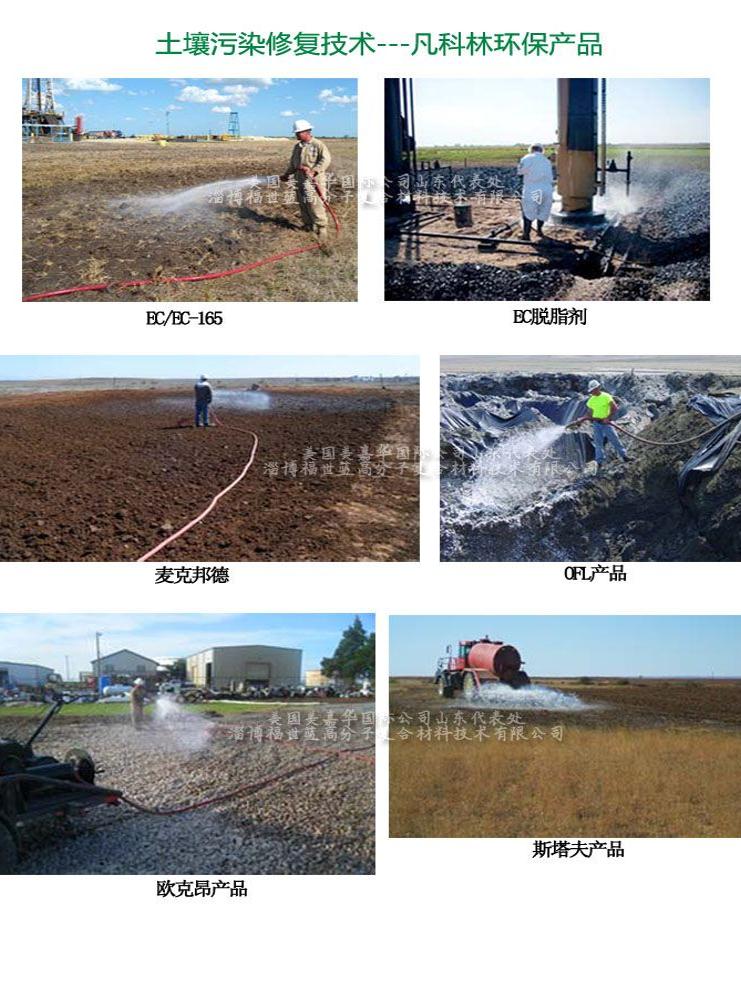 土壤污染修复技术---凡科林环保产品
美国美嘉华国际公司山东代表处
淄博福世蓝高分子复合材料技术有限公司
EC/EC-165
EC脱脂剂
美国美嘉华国际公司山东代表处
淄博福世蓝高分子复合材料技术有限公司
麦克邦德
OFL产品
美国美嘉华国际公司山东代表处
淄博福世蓝高分子复合材料技术有限公司
欧克昂产品
斯塔夫产品